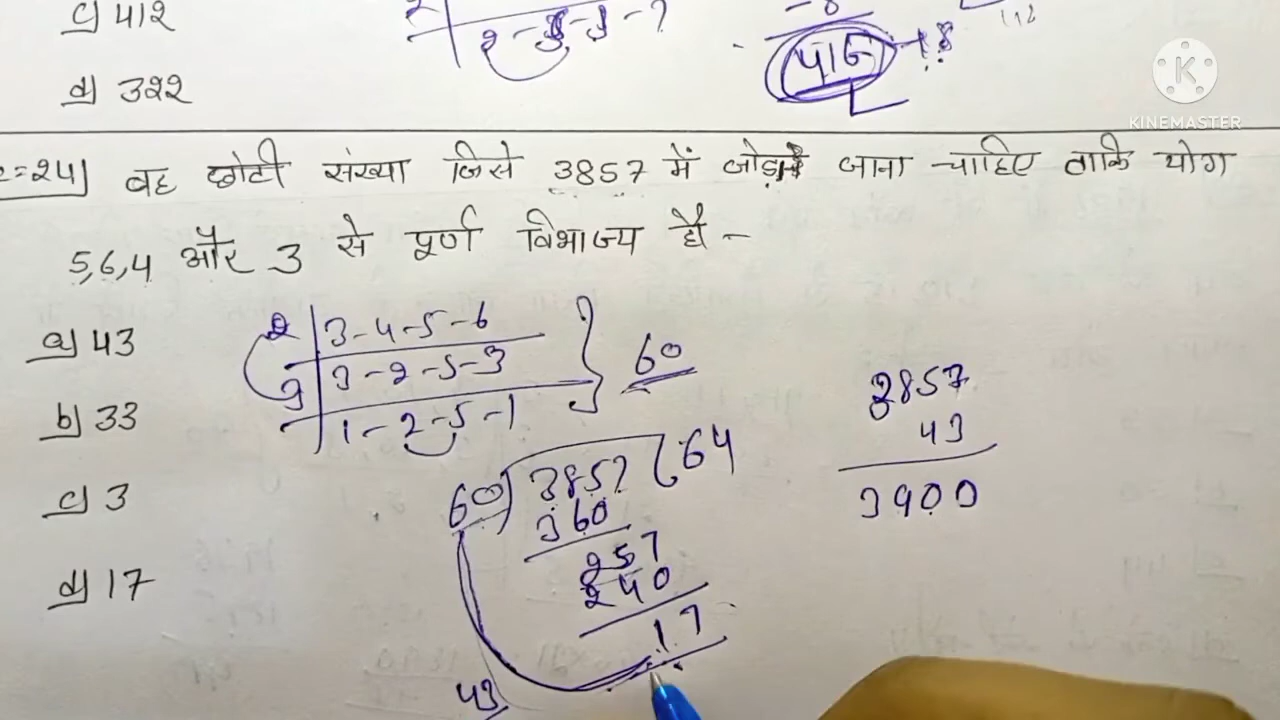 c) 412
d) 322
KINEMASTER
=24] वह छोटी संख्या जिसे 3857 में जोड़ा जाना चाहिए ताकि योग
5,6,4 और 3 से पूर्ण विभाज्य हो -
a) 43
b) 33
c) 3
d) 17
2 | 3-4-5-6
3 | 3-2-5-3
1-2-5-1
60
60) 3857 ( 64
360
257
240
17
43
3857
43
3900